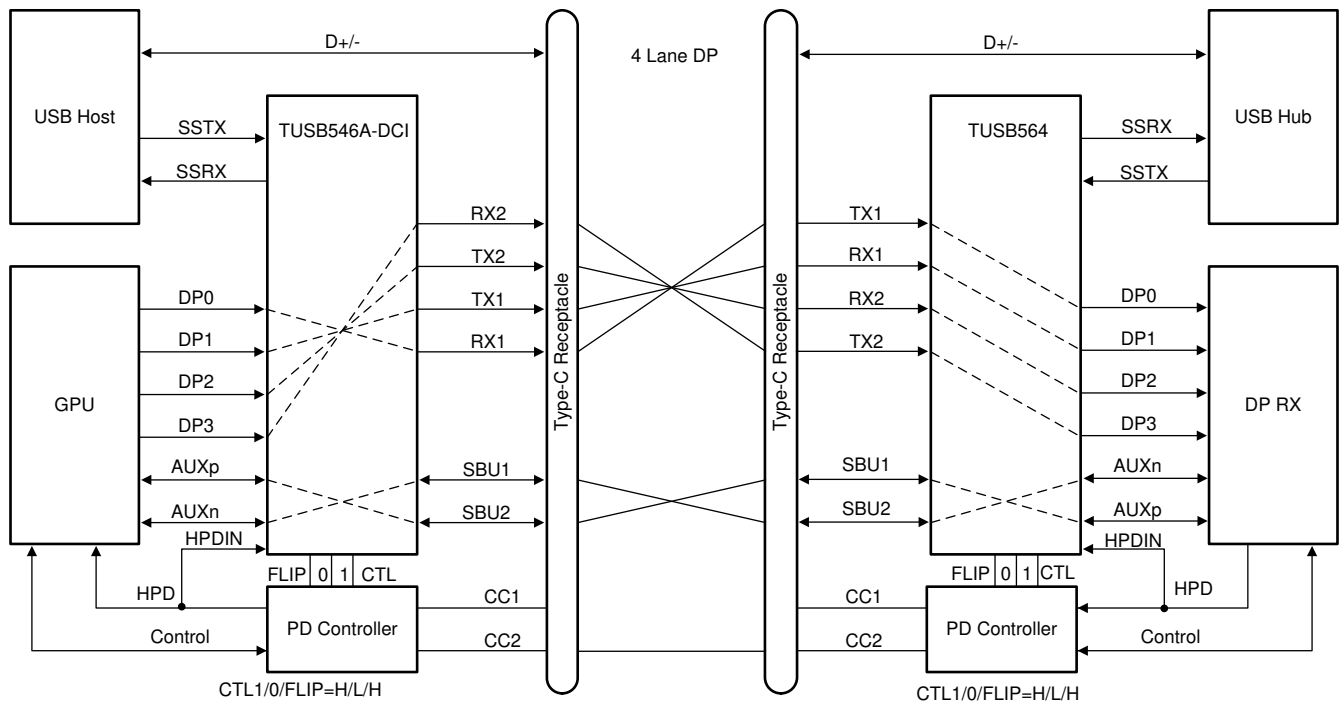 D+/-
4 Lane DP
D+/-
USB Host
TUSB546A-DCI
TUSB564
USB Hub
SSTX
SSRX
SSRX
SSTX
RX2
TX2
TX1
RX1
Type-C Receptacle
Type-C Receptacle
TX1
RX1
RX2
TX2
GPU
DP0
DP1
DP2
DP3
AUXp
AUXn
HPDIN
SBU1
SBU2
SBU1
SBU2
DP0
DP1
DP2
DP3
AUXn
AUXp
HPDIN
DP RX
FLIP 0 1 CTL
FLIP 0 1 CTL
HPD
Control
PD Controller
CC1
CC2
CC1
CC2
PD Controller
HPD
Control
CTL1/0/FLIP=H/L/H
CTL1/0/FLIP=H/L/H